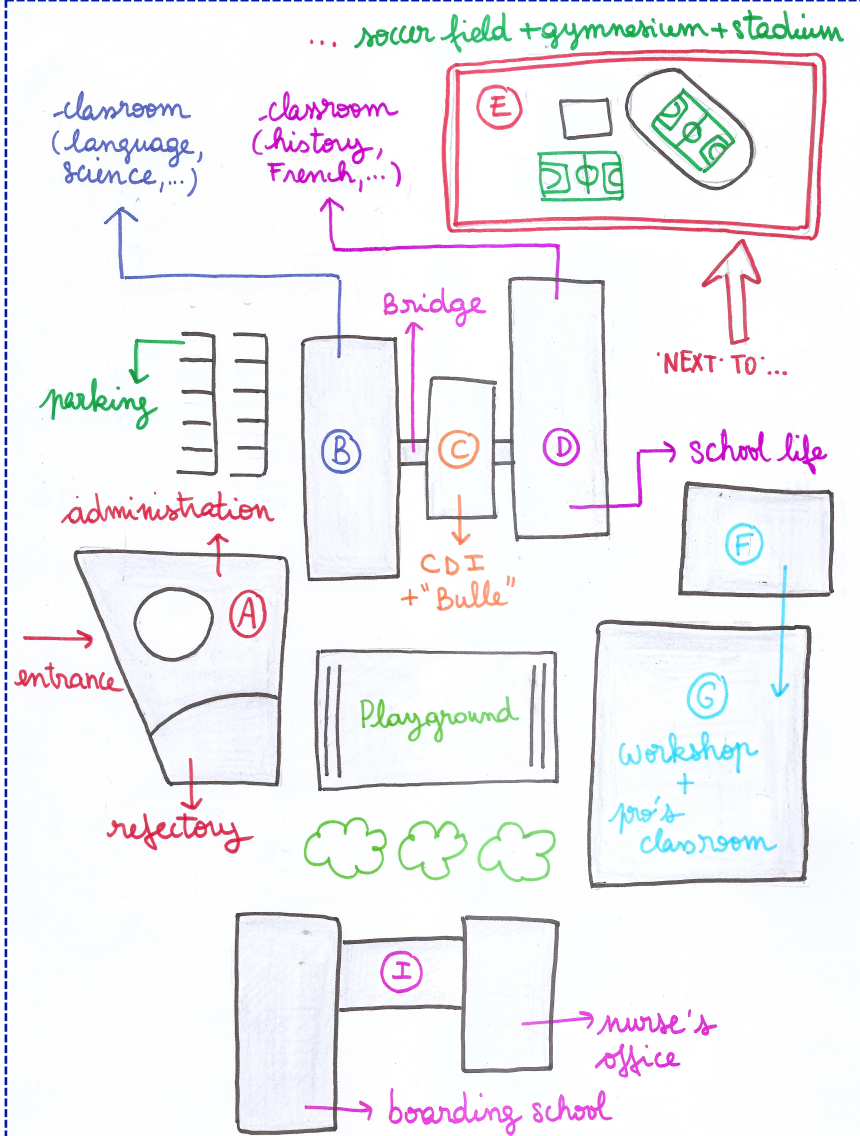 ... soccer field + gymnasium + stadium
classroom
(language,
science,...)
classroom
(history,
French,...)
E
Bridge
"NEXT TO"...
parking
B
C
D
school life
administration
CDI
+ "Bulle"
F
A
entrance
Playground
G
workshop
+
pro's
classroom
refectory
I
nurse's
office
boarding school